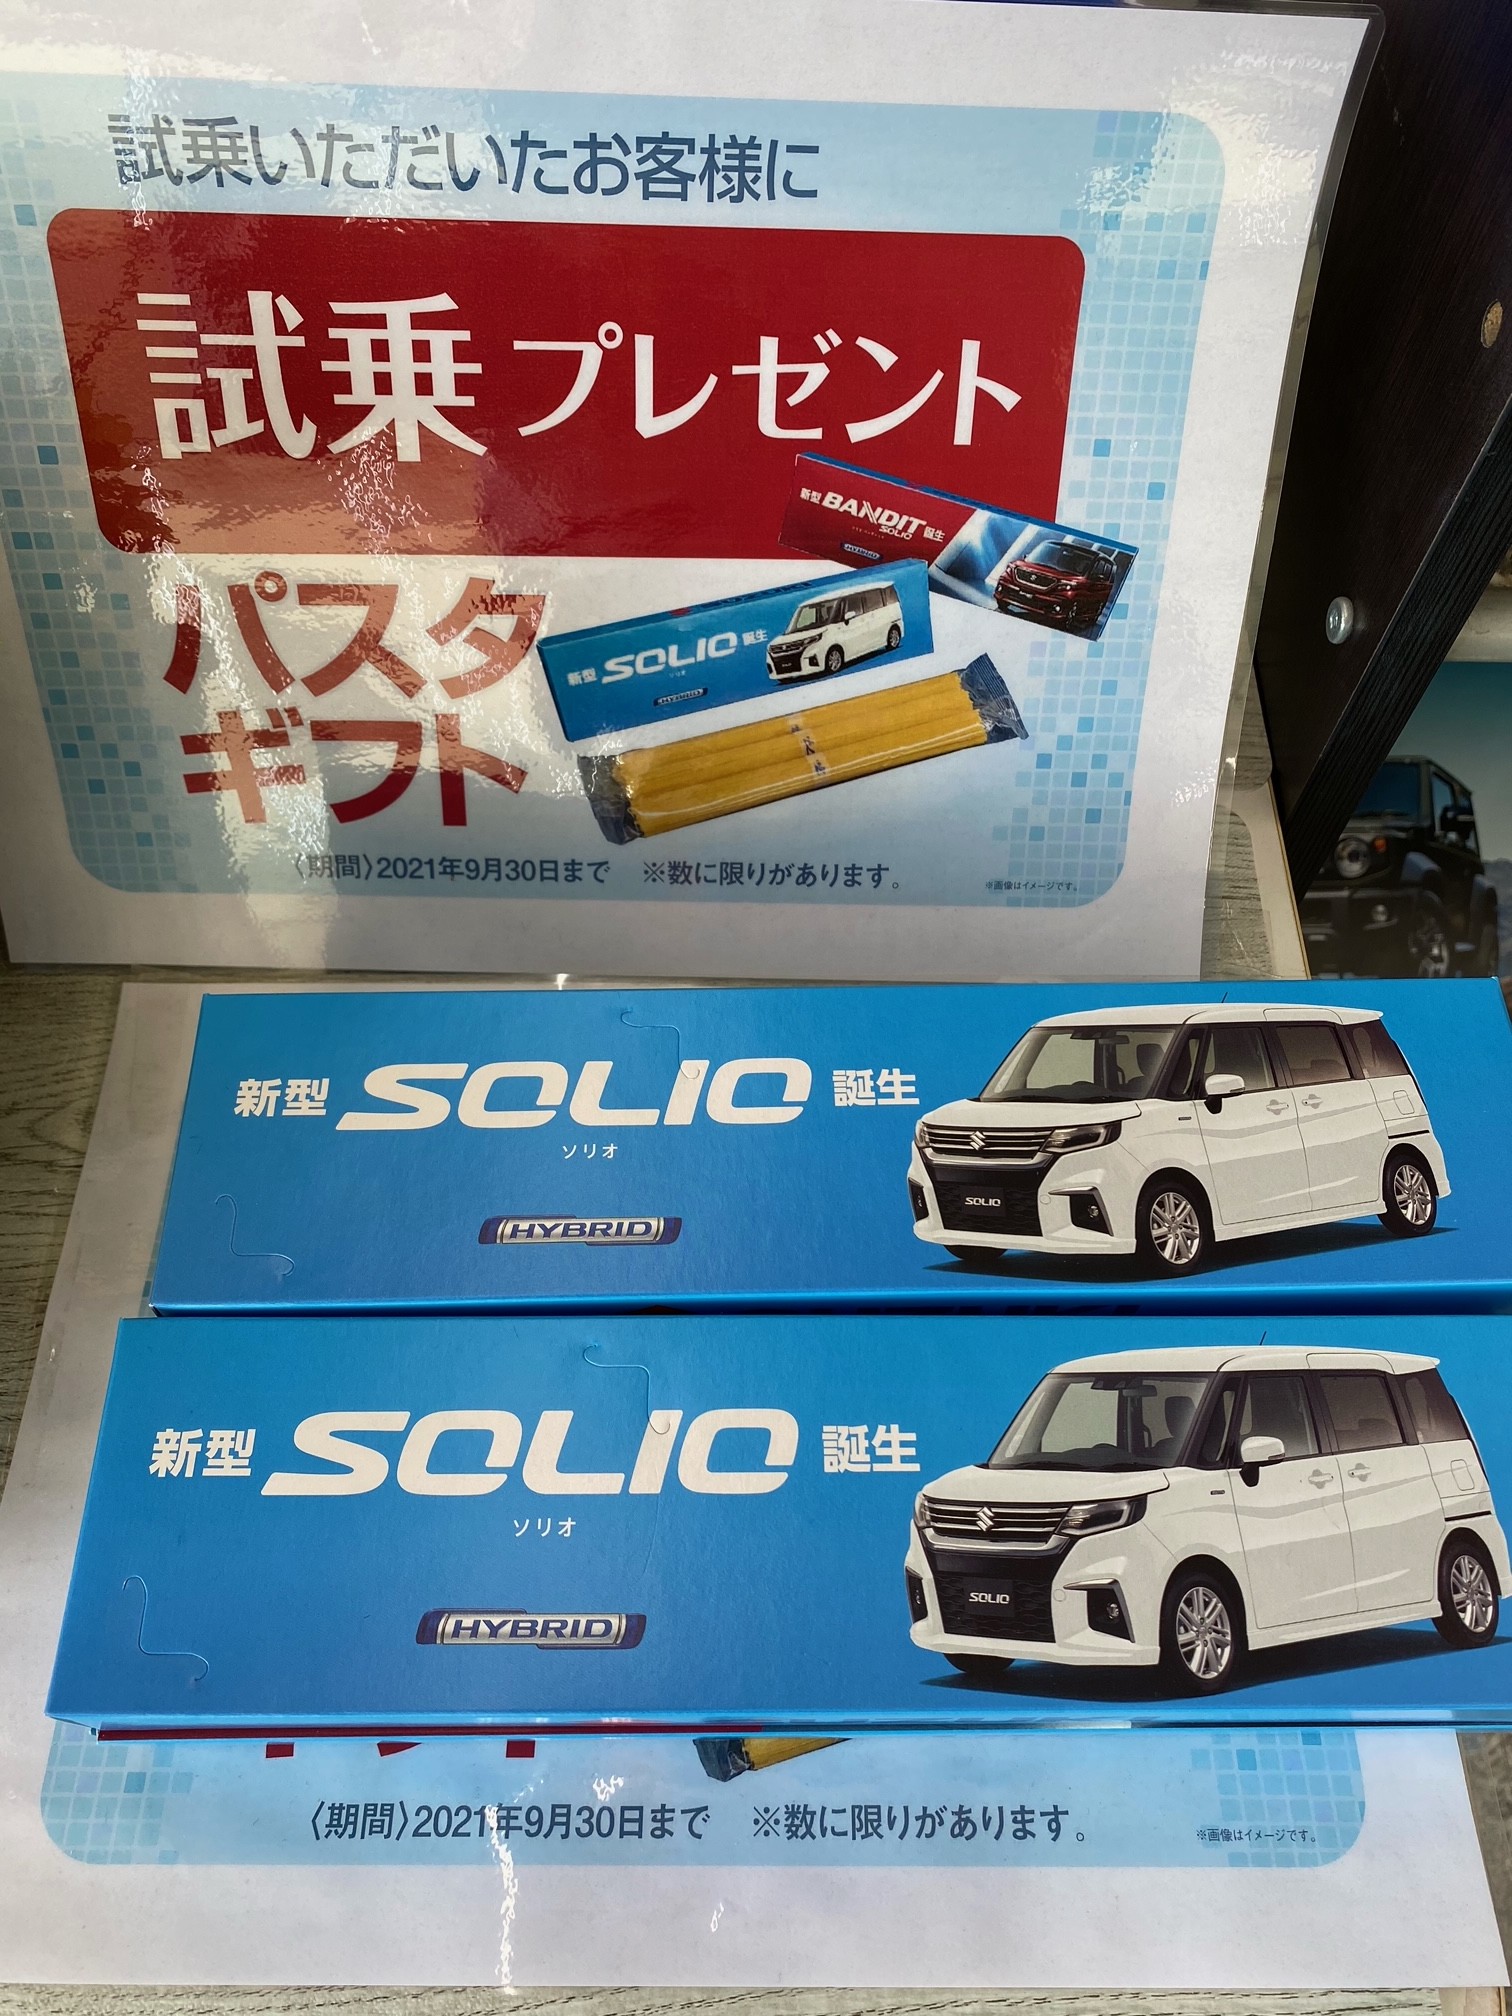 試乗いただいたお客様に
試乗プレゼント
パスタ
ギフト
新型 BANDIT 誕生
SOLIO
HYBRID
新型 SOLIO 誕生
ソリオ
HYBRID
〈期間〉2021年9月30日まで ※数に限りがあります。
※画像はイメージです。
新型 SOLIO 誕生
ソリオ
HYBRID
SOLIO
新型 SOLIO 誕生
ソリオ
HYBRID
SOLIO
〈期間〉2021年9月30日まで ※数に限りがあります。
※画像はイメージです。